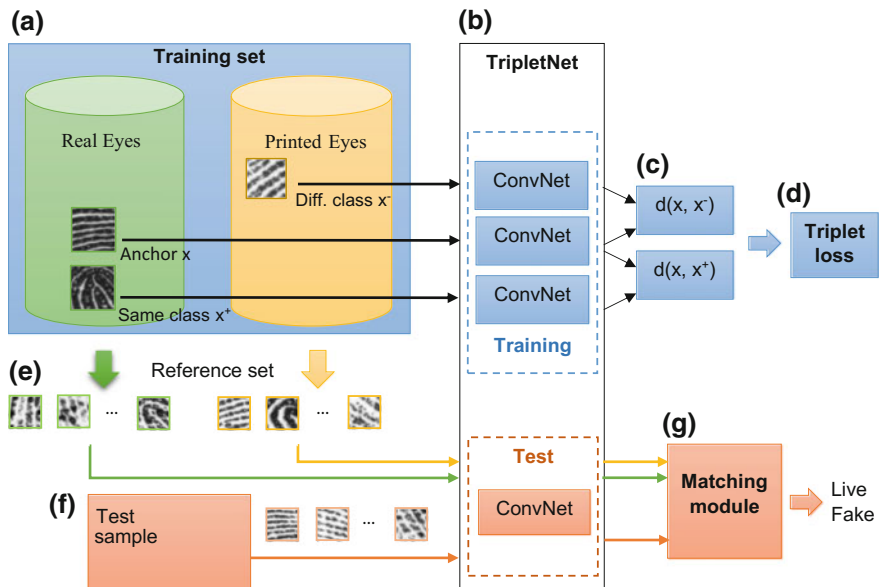 (a)
Training set
Real Eyes
Printed Eyes
Diff. class x-
Anchor x
Same class x+
(b)
TripletNet
ConvNet
ConvNet
ConvNet
Training
(c)
d(x, x-)
d(x, x+)
(d)
Triplet
loss
(e)
Reference set
...
...
(f)
Test
sample
...
Test
ConvNet
(g)
Matching
module
Live
Fake